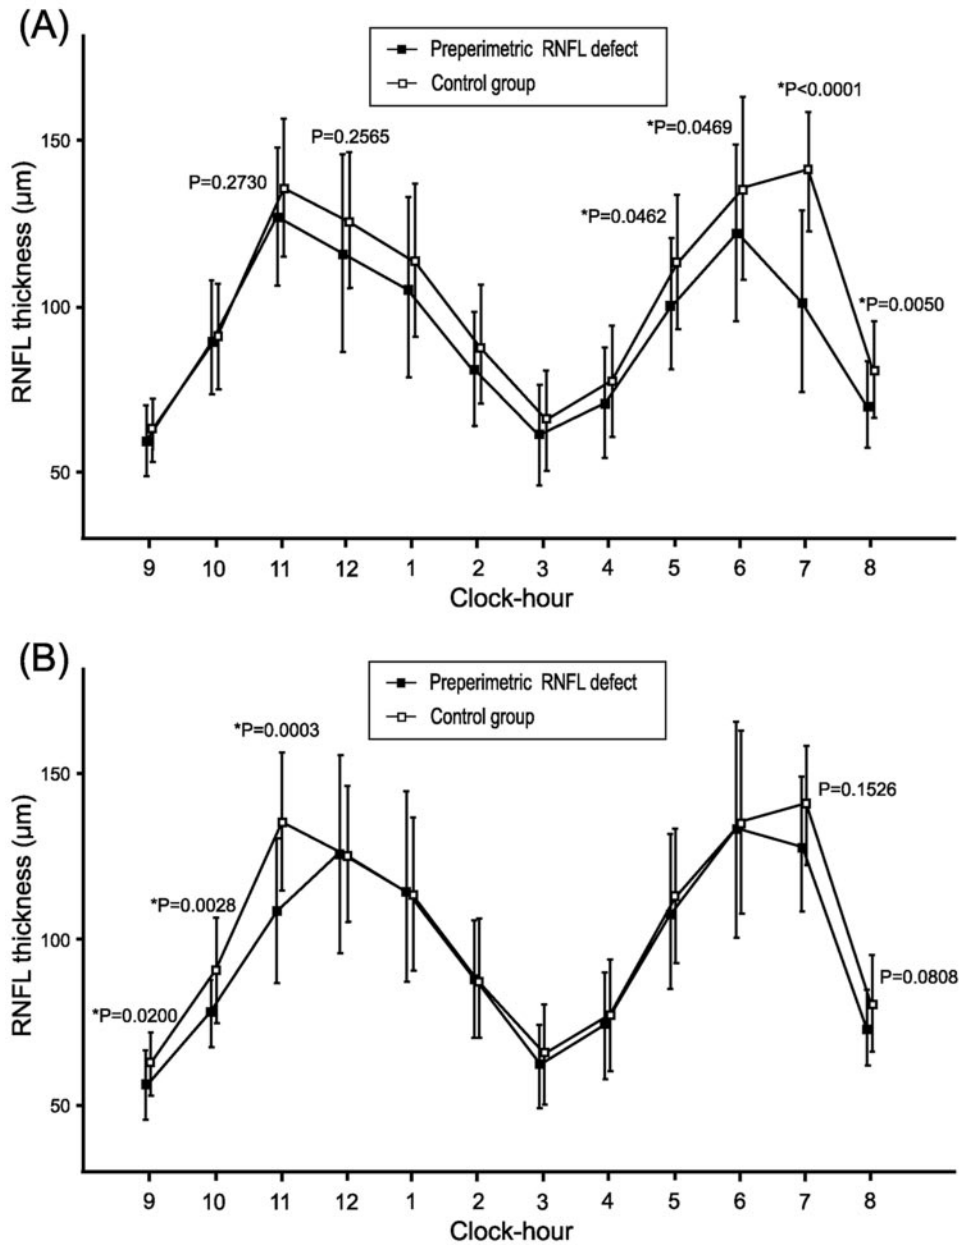 (A)
Preperimetric RNFL defect
Control group
*P<0.0001
*P=0.0469
P=0.2565
150
P=0.2730
*P=0.0462
*P=0.0050
100
50
RNFL thickness (µm)
9 10 11 12 1 2 3 4 5 6 7 8
Clock-hour
(B)
Preperimetric RNFL defect
Control group
*P=0.0003
150
P=0.1526
*P=0.0028
100
P=0.0808
*P=0.0200
50
RNFL thickness (µm)
9 10 11 12 1 2 3 4 5 6 7 8
Clock-hour